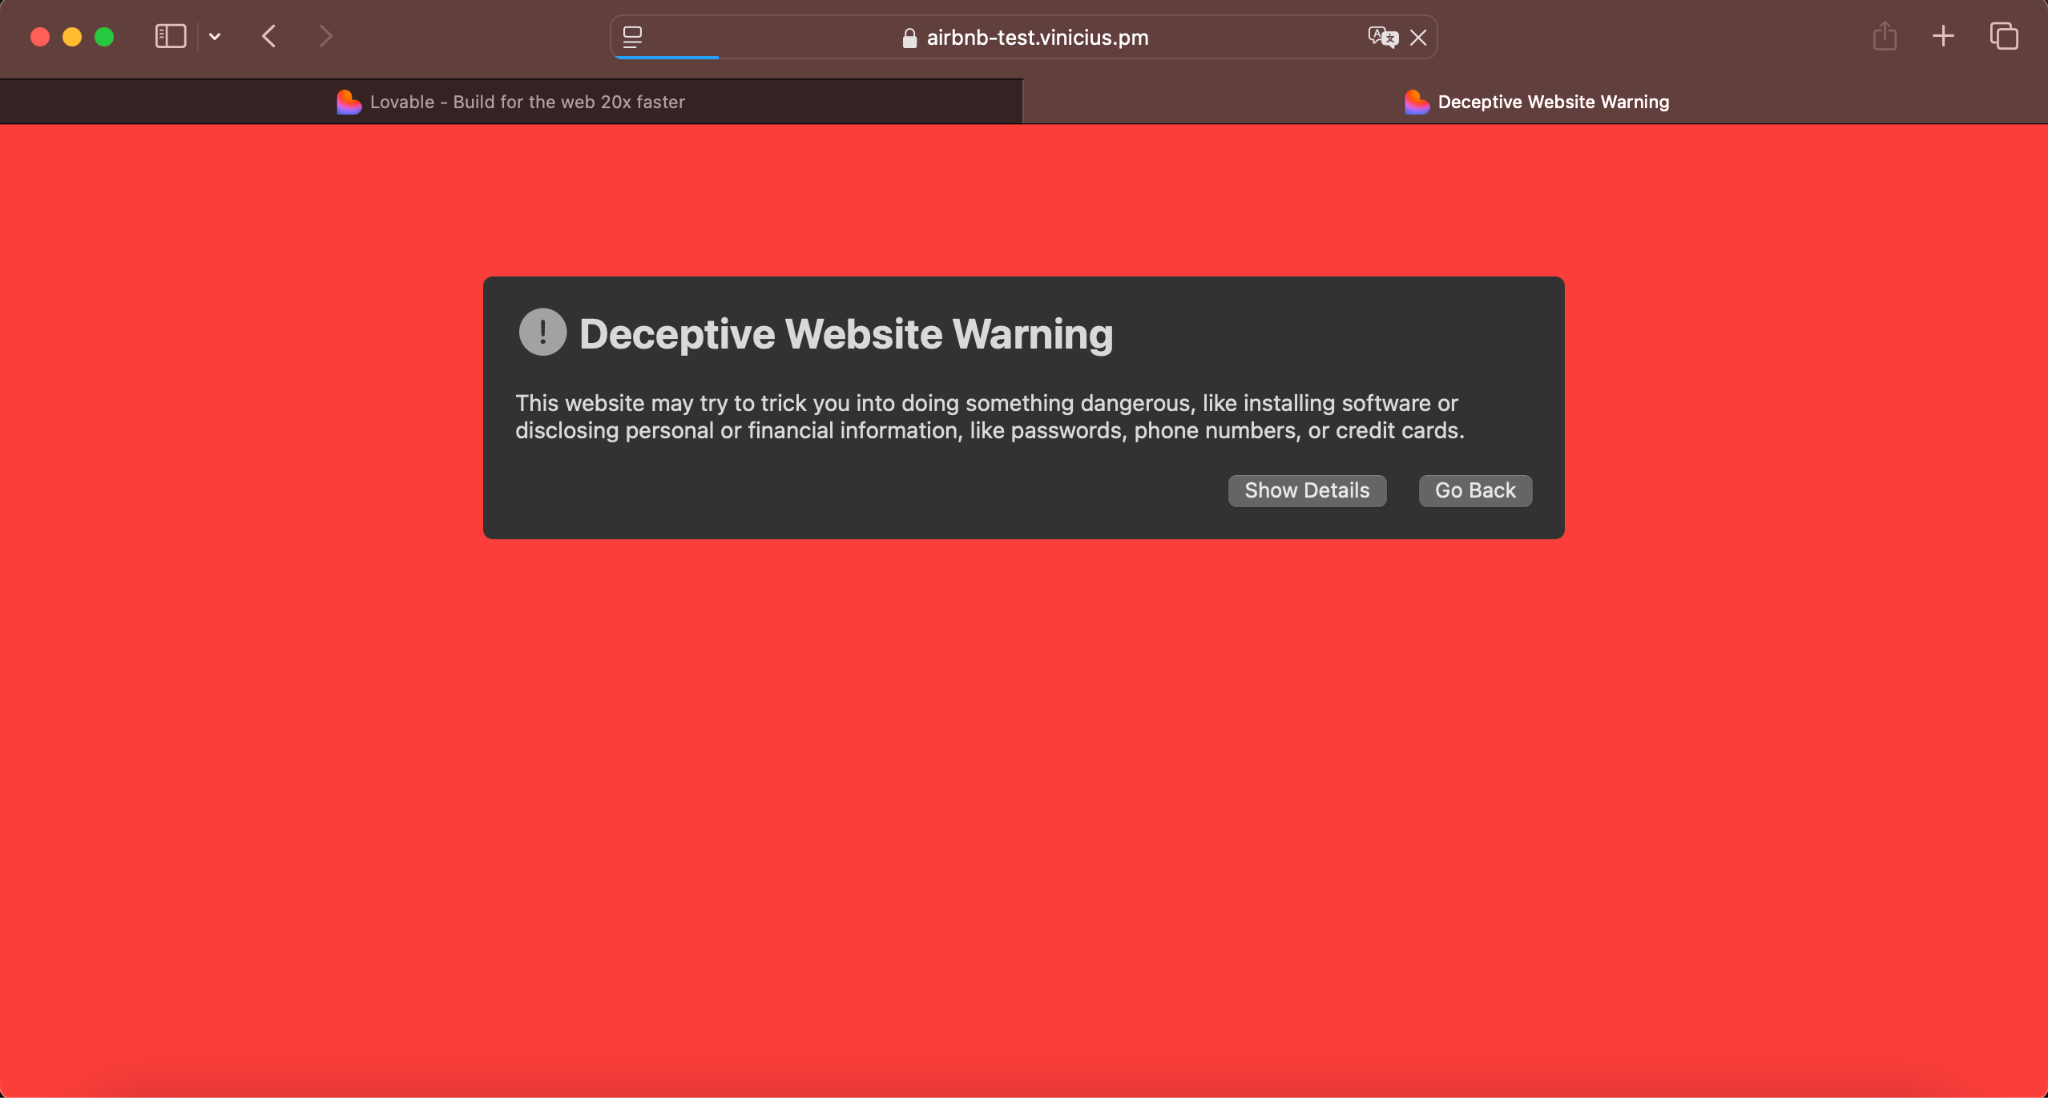 airbnb-test.vinicius.pm
Lovable - Build for the web 20x faster
Deceptive Website Warning
Deceptive Website Warning
This website may try to trick you into doing something dangerous, like installing software or
disclosing personal or financial information, like passwords, phone numbers, or credit cards.
Show Details
Go Back